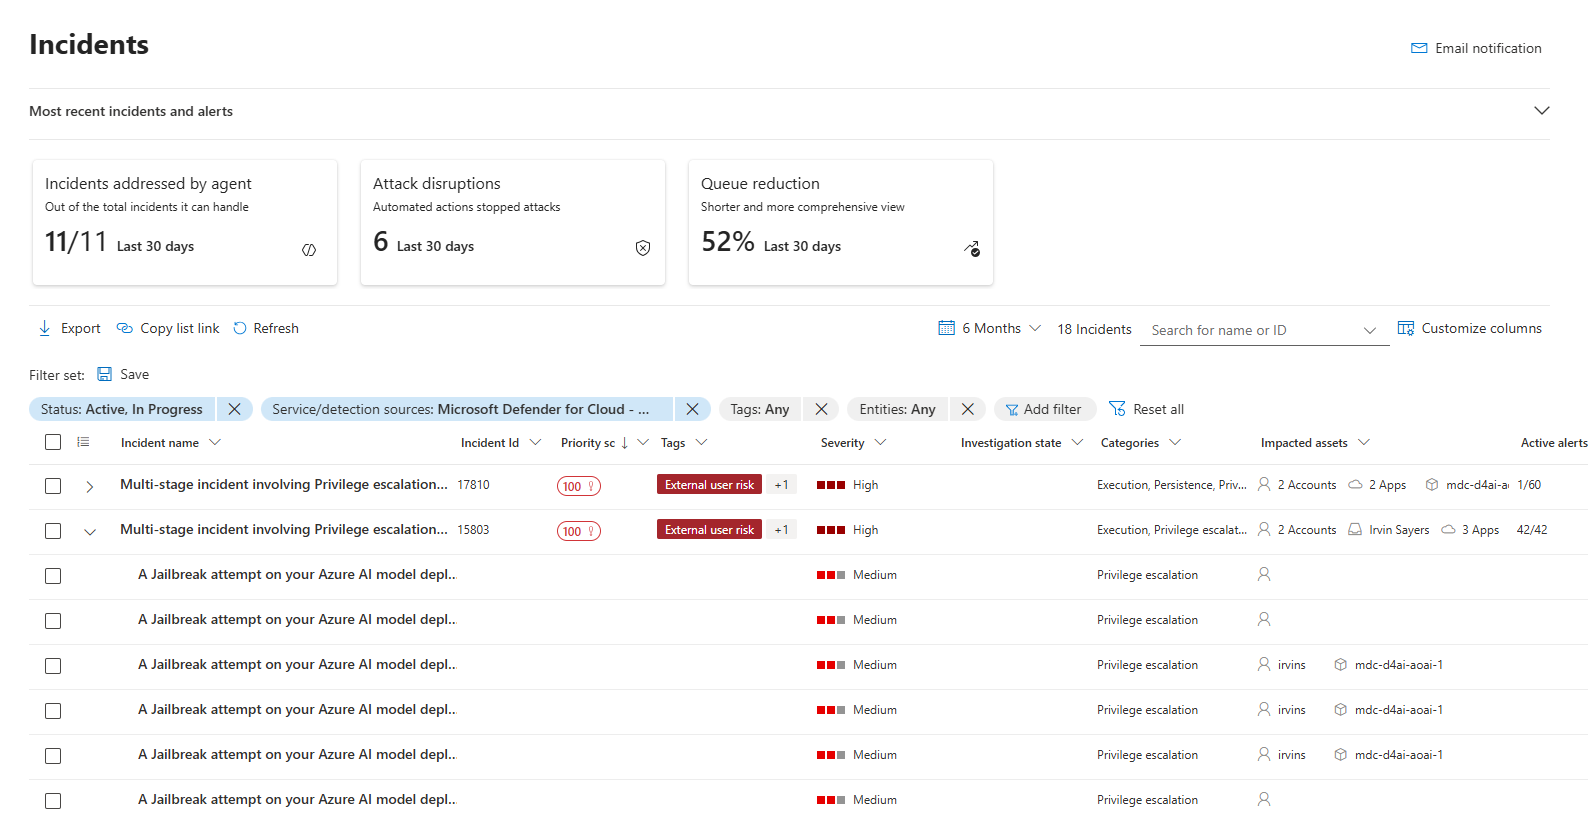 Incidents
Email notification
Most recent incidents and alerts
Incidents addressed by agent
Out of the total incidents it can handle
11/11 Last 30 days
Attack disruptions
Automated actions stopped attacks
6 Last 30 days
Queue reduction
Shorter and more comprehensive view
52% Last 30 days
Export Copy list link Refresh 6 Months 18 Incidents Search for name or ID Customize columns
Filter set: Save
Status: Active, In Progress Service/detection sources: Microsoft Defender for Cloud - ... Tags: Any Entities: Any Add filter Reset all
Incident name Incident Id Priority sc Tags Severity Investigation state Categories Impacted assets Active alerts
Multi-stage incident involving Privilege escalation... 17810 100 External user risk +1 High Execution, Persistence, Priv... 2 Accounts 2 Apps mdc-d4ai-a 1/60
Multi-stage incident involving Privilege escalation... 15803 100 External user risk +1 High Execution, Privilege escalat... 2 Accounts Irvin Sayers 3 Apps 42/42
A Jailbreak attempt on your Azure AI model depl... Medium Privilege escalation
A Jailbreak attempt on your Azure AI model depl... Medium Privilege escalation
A Jailbreak attempt on your Azure AI model depl... Medium Privilege escalation irvins mdc-d4ai-aoai-1
A Jailbreak attempt on your Azure AI model depl... Medium Privilege escalation irvins mdc-d4ai-aoai-1
A Jailbreak attempt on your Azure AI model depl... Medium Privilege escalation irvins mdc-d4ai-aoai-1
A Jailbreak attempt on your Azure AI model depl... Medium Privilege escalation